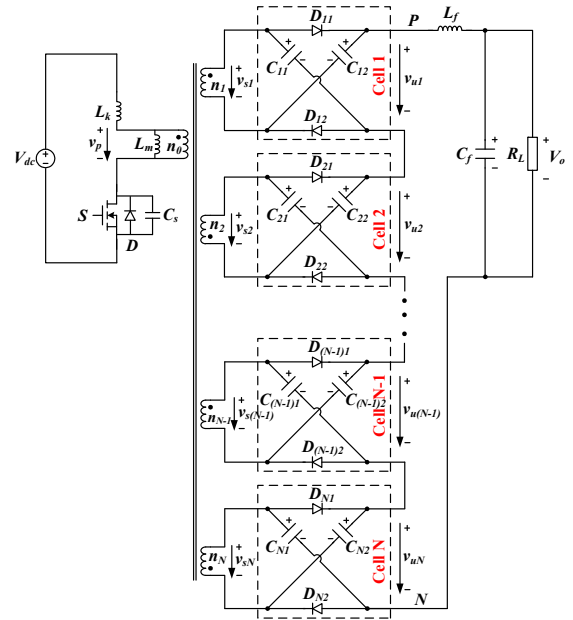 D11 P Lf
C11 C12 Cell 1
n1 vs1 vu1
D12
Lk
vp Lm n0
Vdc
S D Cs
D21
C21 C22 Cell 2
n2 vs2 vu2
D22
Cf RL Vo
D(N-1)1
C(N-1)1 C(N-1)2 Cell N-1
nN-1 vs(N-1) vu(N-1)
D(N-1)2
DN1
CN1 CN2 Cell N
nN vsN vuN
DN2 N